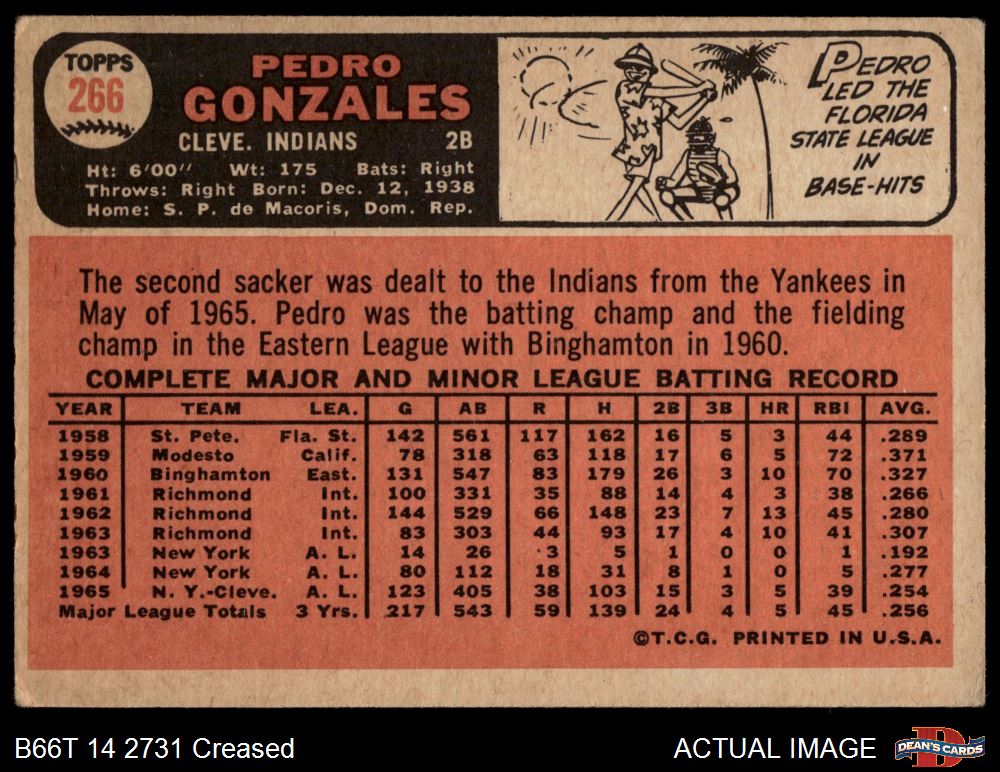 TOPPS
266
PEDRO
GONZALES
CLEVE. INDIANS 2B
Ht: 6'00" Wt: 175 Bats: Right
Throws: Right Born: Dec. 12, 1938
Home: S. P. de Macoris, Dom. Rep.
PEDRO
LED THE
FLORIDA
STATE LEAGUE
IN
BASE-HITS
The second sacker was dealt to the Indians from the Yankees in
May of 1965. Pedro was the batting champ and the fielding
champ in the Eastern League with Binghamton in 1960.
COMPLETE MAJOR AND MINOR LEAGUE BATTING RECORD
YEAR TEAM LEA. G AB R H 2B 3B HR RBI AVG.
1958 St. Pete. Fla. St. 142 561 117 162 16 5 3 44 .289
1959 Modesto Calif. 78 318 63 118 17 6 5 72 .371
1960 Binghamton East. 131 547 83 179 26 3 10 70 .327
1961 Richmond Int. 100 331 35 88 14 4 3 38 .266
1962 Richmond Int. 144 529 66 148 23 7 13 45 .280
1963 Richmond Int. 83 303 44 93 17 4 10 41 .307
1963 New York A. L. 14 26 3 5 1 0 0 1 .192
1964 New York A. L. 80 112 18 31 8 1 0 5 .277
1965 N. Y.-Cleve. A. L. 123 405 38 103 15 3 5 39 .254
Major League Totals 3 Yrs. 217 543 59 139 24 4 5 45 .256
©T.C.G. PRINTED IN U.S.A.
B66T 14 2731 Creased
ACTUAL IMAGE
DEAN'S CARDS